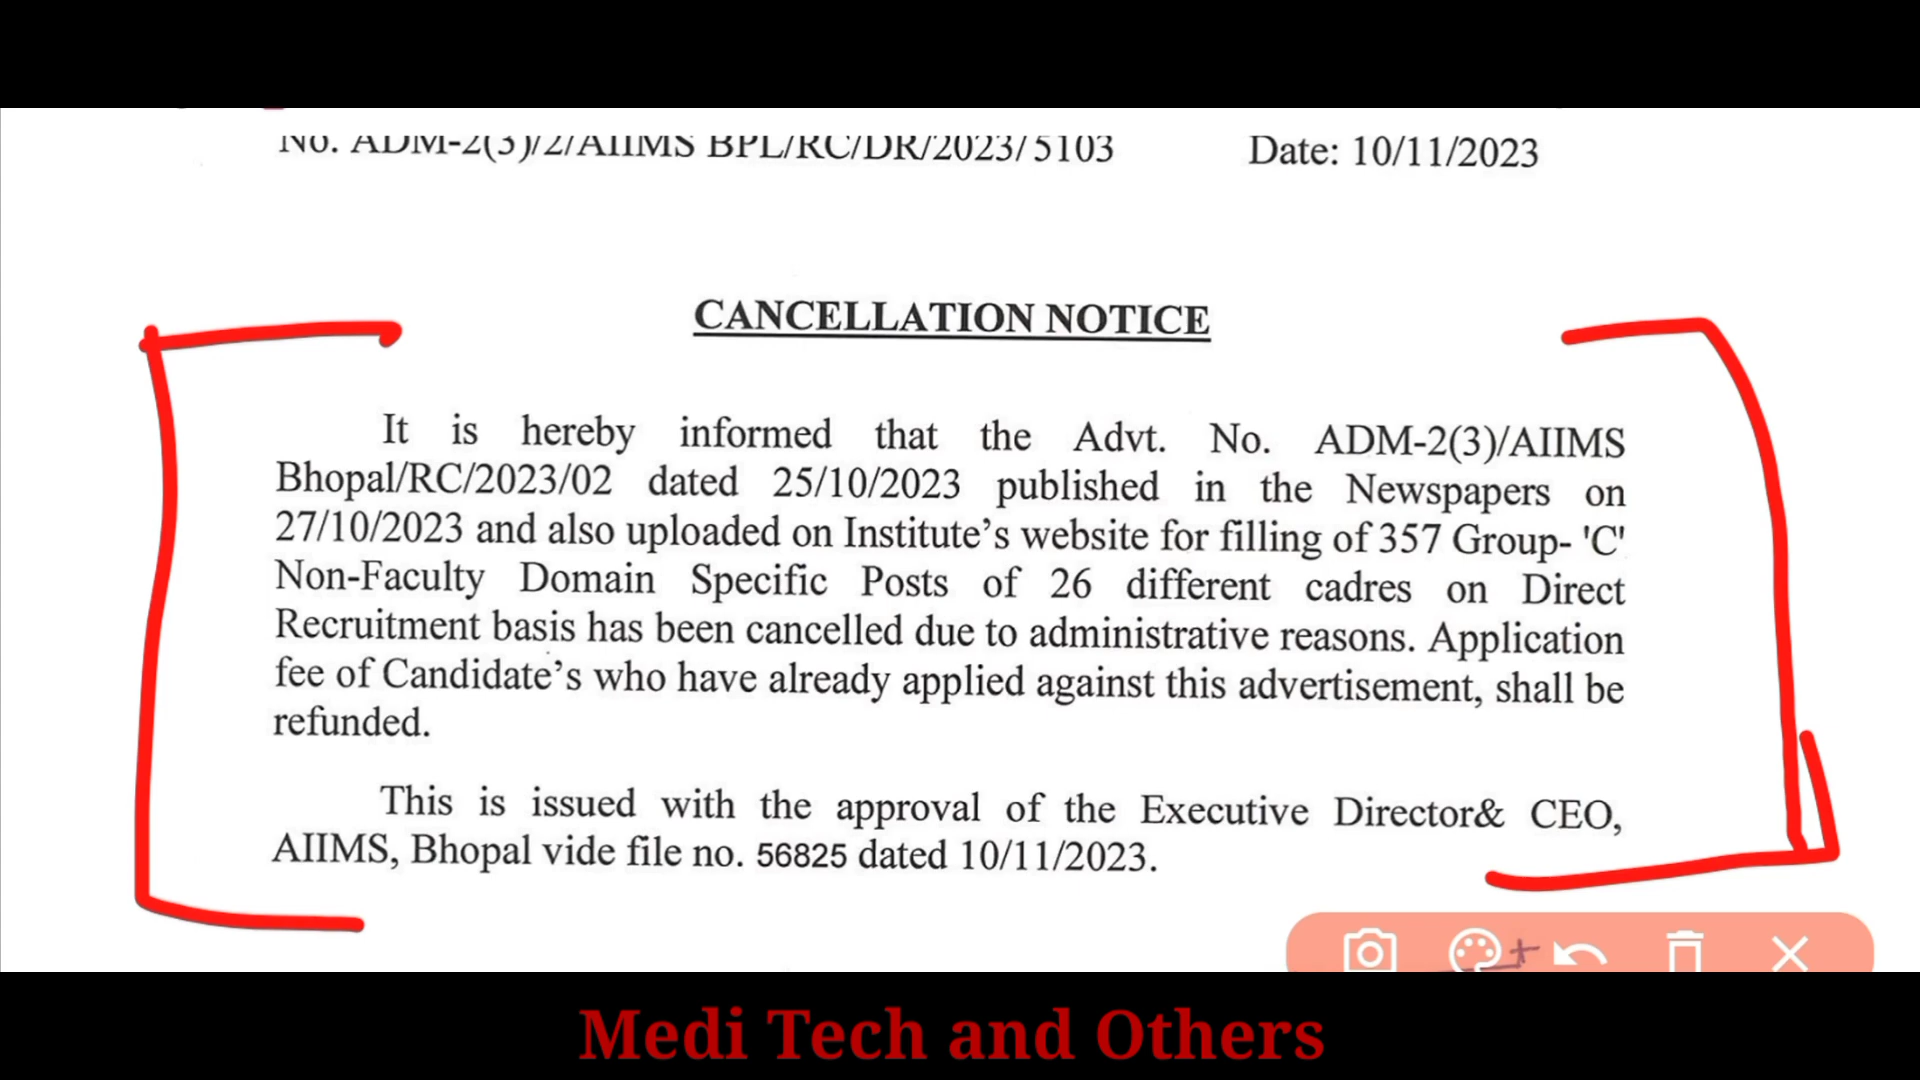 No. ADM-2(3)/2/AIIMS BPL/RC/DR/2023/5103 Date: 10/11/2023
CANCELLATION NOTICE
It is hereby informed that the Advt. No. ADM-2(3)/AIIMS
Bhopal/RC/2023/02 dated 25/10/2023 published in the Newspapers on
27/10/2023 and also uploaded on Institute’s website for filling of 357 Group- 'C'
Non-Faculty Domain Specific Posts of 26 different cadres on Direct
Recruitment basis has been cancelled due to administrative reasons. Application
fee of Candidate’s who have already applied against this advertisement, shall be
refunded.
This is issued with the approval of the Executive Director& CEO,
AIIMS, Bhopal vide file no. 56825 dated 10/11/2023.
Medi Tech and Others